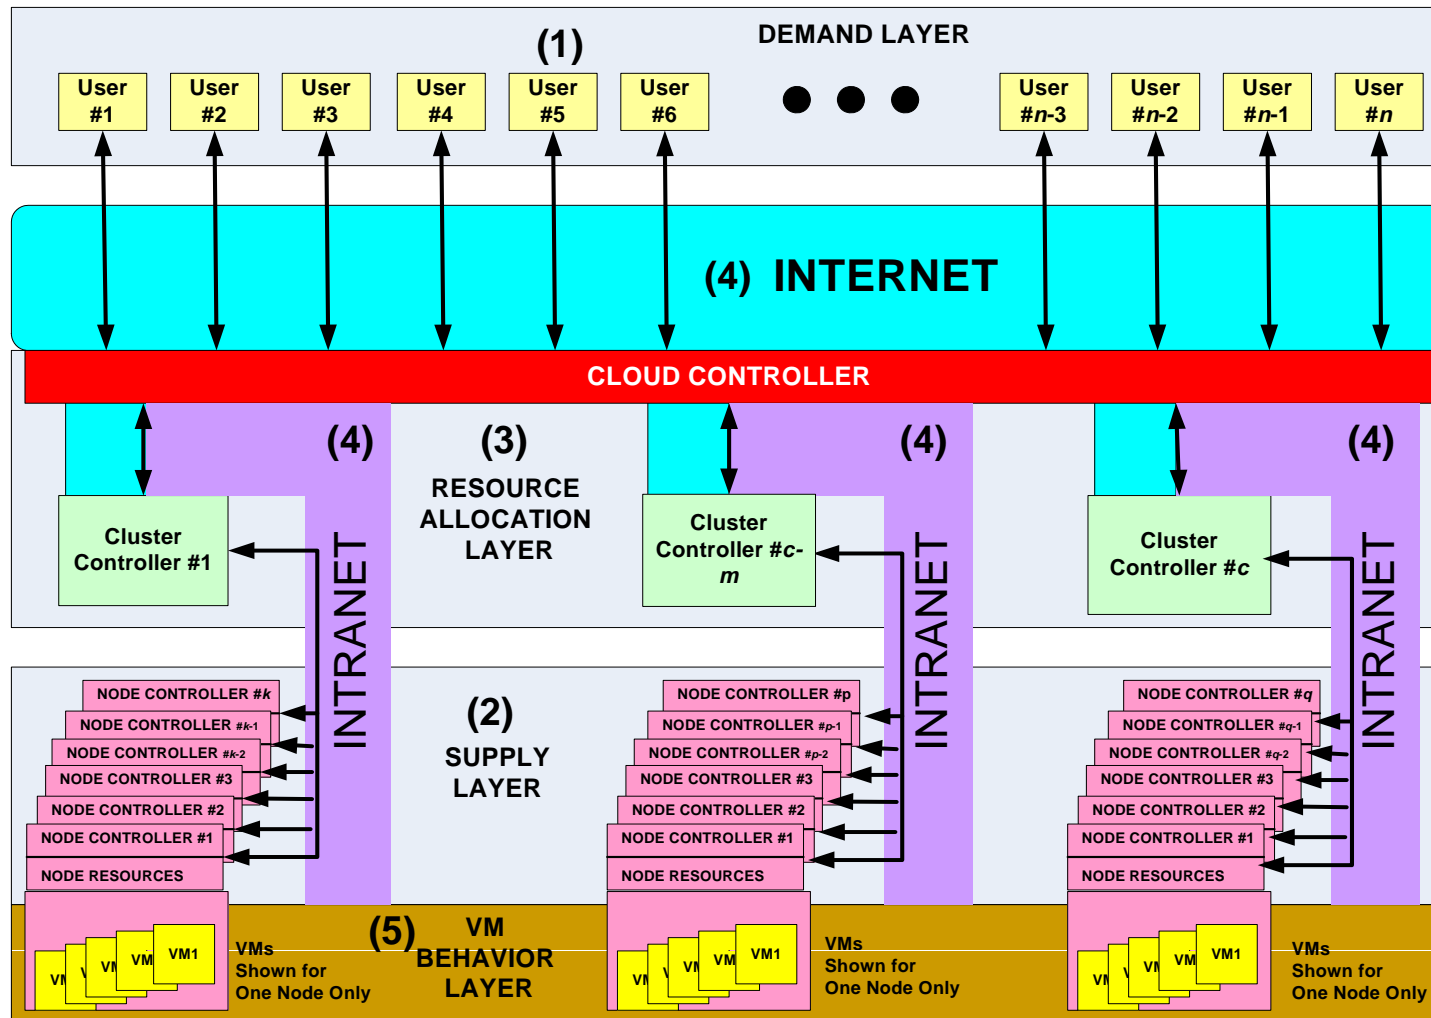 DEMAND LAYER
(1)
User #1
User #2
User #3
User #4
User #5
User #6
User #n-3
User #n-2
User #n-1
User #n
(4) INTERNET
CLOUD CONTROLLER
(4)
(3)
(4)
(4)
RESOURCE
ALLOCATION
LAYER
Cluster
Controller #1
Cluster
Controller #c-
m
Cluster
Controller #c
INTRANET
INTRANET
INTRANET
NODE CONTROLLER #k
NODE CONTROLLER #k-1
NODE CONTROLLER #k-2
NODE CONTROLLER #3
NODE CONTROLLER #2
NODE CONTROLLER #1
NODE RESOURCES
(2)
SUPPLY
LAYER
NODE CONTROLLER #p
NODE CONTROLLER #p-1
NODE CONTROLLER #p-2
NODE CONTROLLER #3
NODE CONTROLLER #2
NODE CONTROLLER #1
NODE RESOURCES
NODE CONTROLLER #q
NODE CONTROLLER #q-1
NODE CONTROLLER #q-2
NODE CONTROLLER #3
NODE CONTROLLER #2
NODE CONTROLLER #1
NODE RESOURCES
(5) VM
BEHAVIOR
LAYER
VM1
VMs
Shown for
One Node Only
VM1
VMs
Shown for
One Node Only
VM1
VMs
Shown for
One Node Only